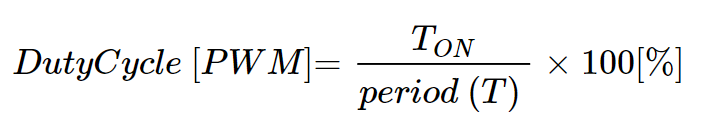 DutyCycle [PWM]= T_ON / period (T) × 100[%]